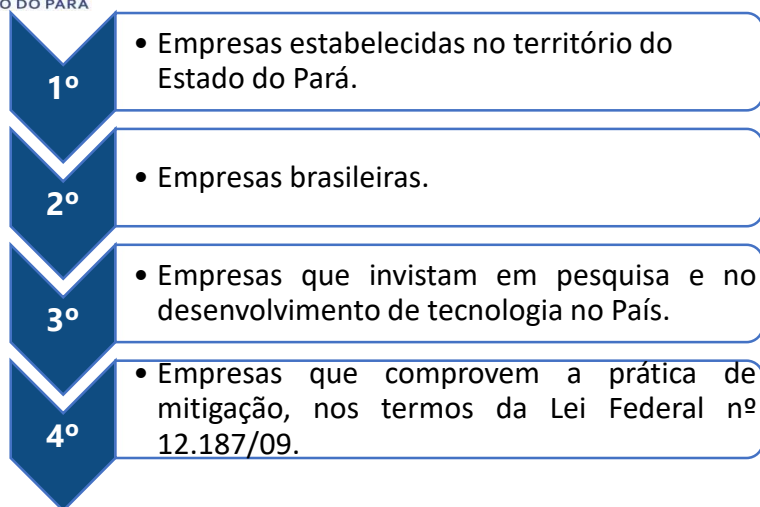 O DO PARÁ
1º
• Empresas estabelecidas no território do
Estado do Pará.
2º
• Empresas brasileiras.
3º
• Empresas que invistam em pesquisa e no
desenvolvimento de tecnologia no País.
4º
• Empresas que comprovem a prática de
mitigação, nos termos da Lei Federal nº
12.187/09.